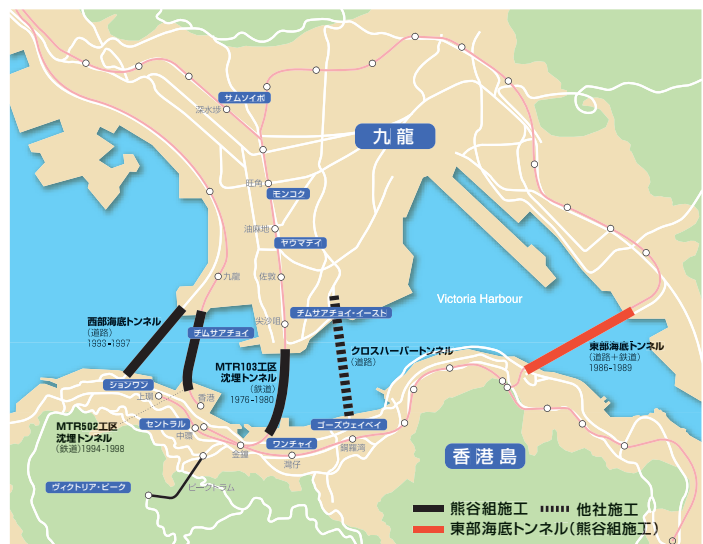 サムソイポ
深水埗
九龍
旺角
モンコク
油麻地
ヤウマテイ
九龍
佐敦
Victoria Harbour
チムサアチョイ・イースト
尖沙咀
西部海底トンネル
(道路)
1993-1997
チムサアチョイ
クロスハーバートンネル
(道路)
東部海底トンネル
(道路+鉄道)
1986-1989
MTR103工区
沈埋トンネル
(鉄道)
1976-1980
ションワン
上環
香港
MTR502工区
沈埋トンネル
(鉄道)1994-1998
セントラル
中環
ゴーズウェイベイ
ワンチャイ
金鐘
銅鑼湾
灣仔
香港島
ヴィクトリア・ピーク
ピークトラム
熊谷組施工
他社施工
東部海底トンネル(熊谷組施工)